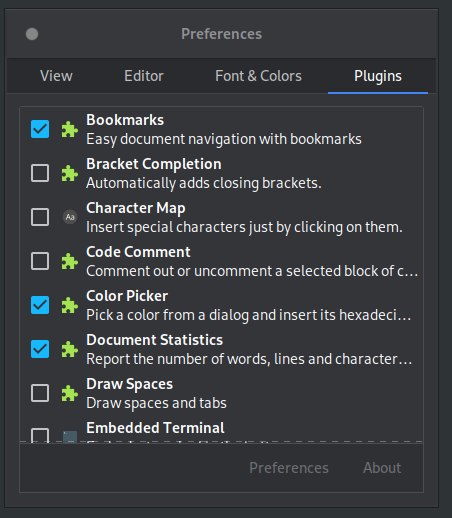 Preferences
View Editor Font & Colors Plugins
Bookmarks
Easy document navigation with bookmarks
Bracket Completion
Automatically adds closing brackets.
Aa
Character Map
Insert special characters just by clicking on them.
Code Comment
Comment out or uncomment a selected block of c…
Color Picker
Pick a color from a dialog and insert its hexadeci…
Document Statistics
Report the number of words, lines and character…
Draw Spaces
Draw spaces and tabs
Embedded Terminal
Preferences About